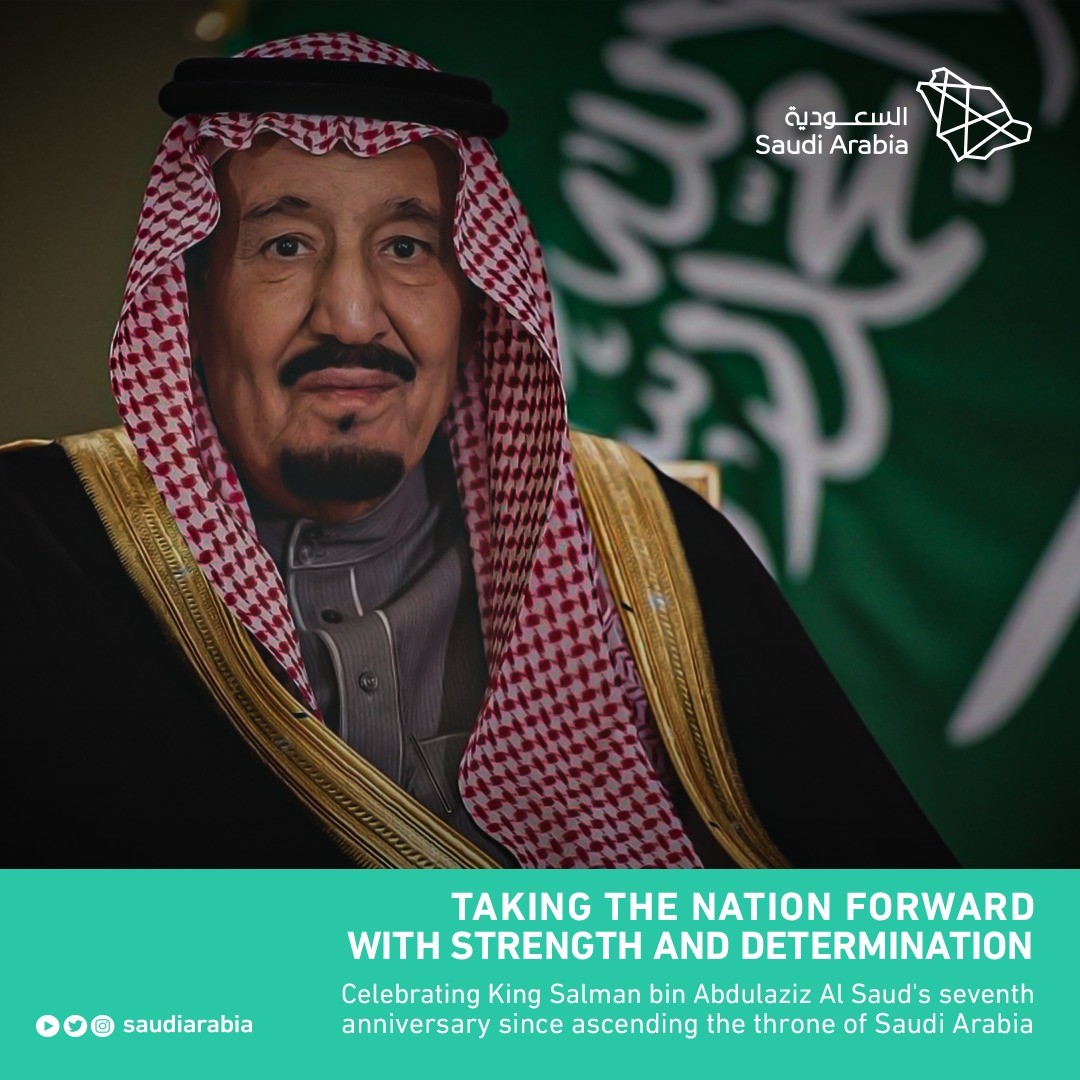 السعودية
Saudi Arabia
TAKING THE NATION FORWARD
WITH STRENGTH AND DETERMINATION
Celebrating King Salman bin Abdulaziz Al Saud's seventh
anniversary since ascending the throne of Saudi Arabia
saudiarabia